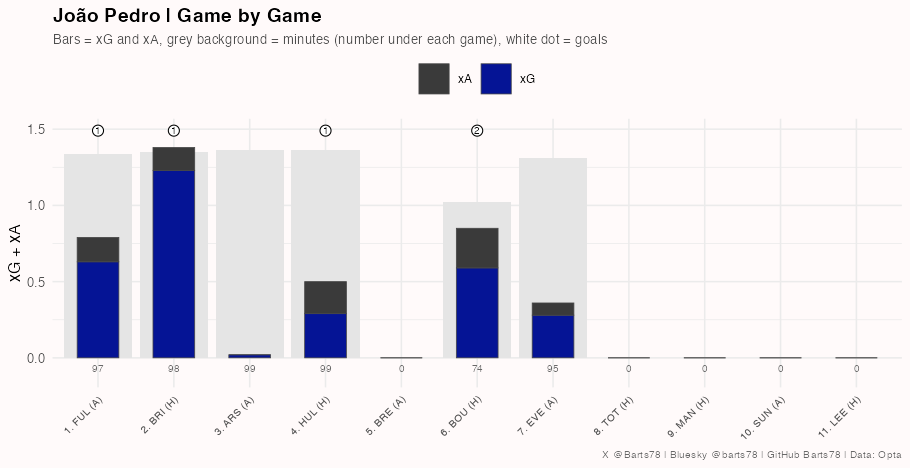 João Pedro | Game by Game
Bars = xG and xA, grey background = minutes (number under each game), white dot = goals
xA xG
xG + xA
1.5
1.0
0.5
0.0
1 1 1 2
97 98 99 99 0 74 95 0 0 0 0
1. FUL (A) 2. BRI (H) 3. ARS (A) 4. HUL (H) 5. BRE (A) 6. BOU (H) 7. EVE (A) 8. TOT (H) 9. MAN (H) 10. SUN (A) 11. LEE (H)
X @Barts78 | Bluesky @barts78 | GitHub Barts78 | Data: Opta